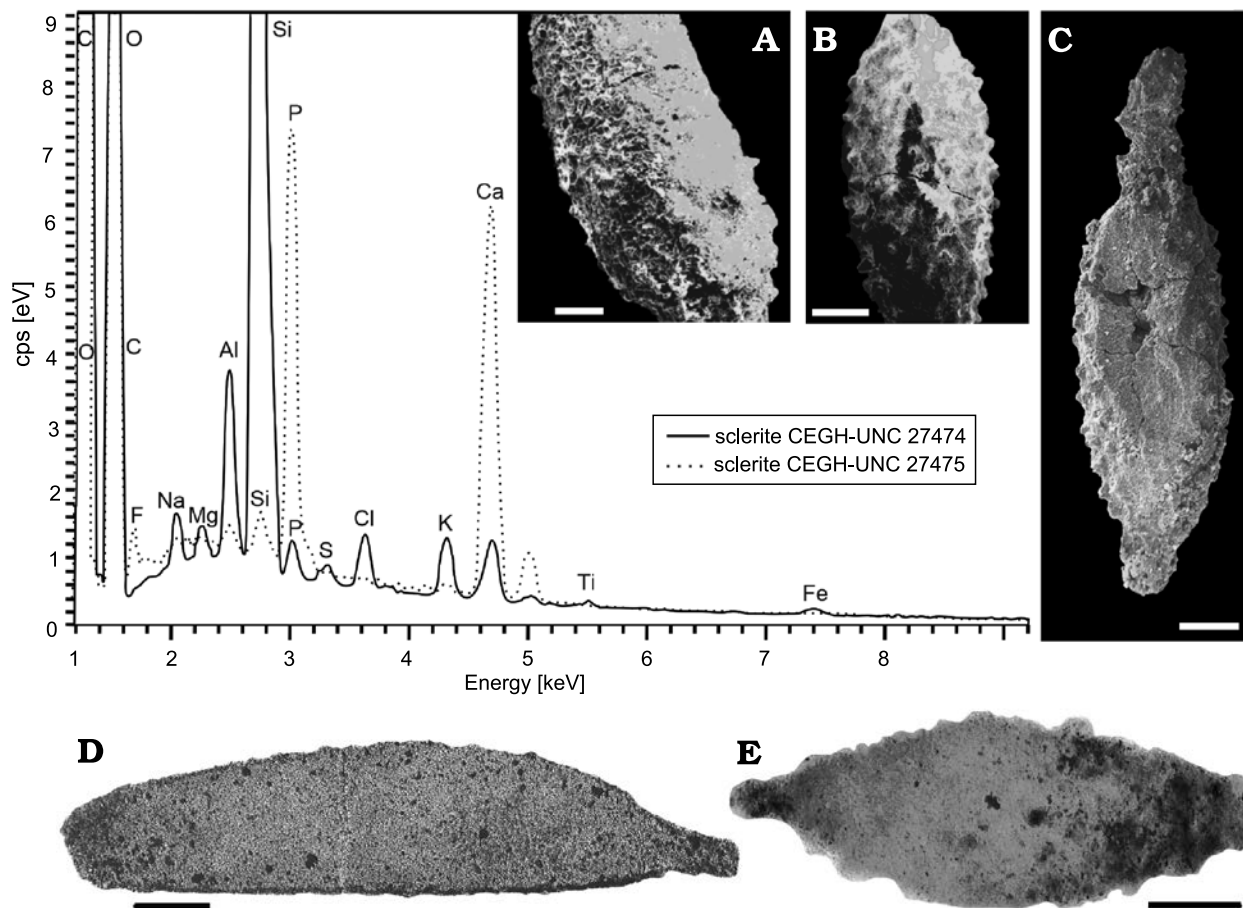 9
8
7
6
5
4
3
2
1
0
cps [eV]
C
O
Si
P
Ca
O
C
Al
F
Na
Mg
Si
P
S
Cl
K
Ti
Fe
sclerite CEGH-UNC 27474
sclerite CEGH-UNC 27475
1 2 3 4 5 6 7 8
Energy [keV]
A
B
C
D
E